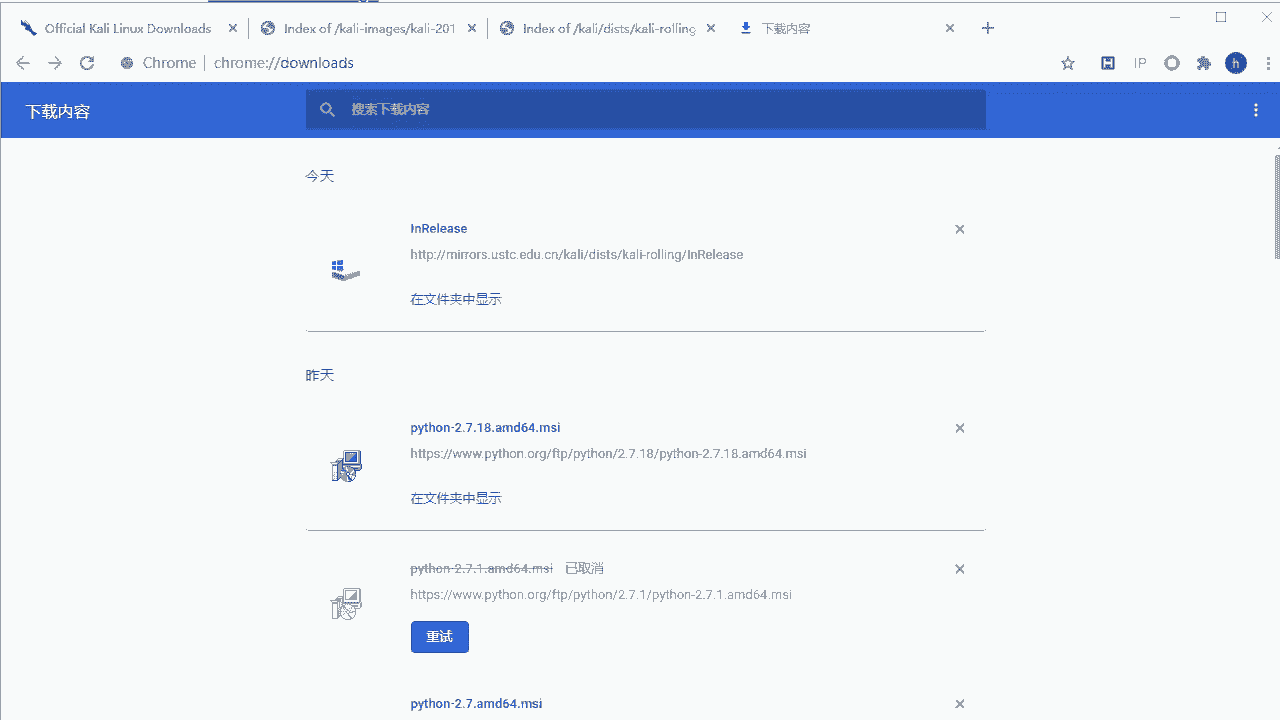 Official Kali Linux Downloads
Index of /kali-images/kali-201
Index of /kali/dists/kali-rolling
下载内容
Chrome
chrome://downloads
IP
h
下载内容
搜索下载内容
今天
InRelease
http://mirrors.ustc.edu.cn/kali/dists/kali-rolling/InRelease
在文件夹中显示
昨天
python-2.7.18.amd64.msi
https://www.python.org/ftp/python/2.7.18/python-2.7.18.amd64.msi
在文件夹中显示
python-2.7.1.amd64.msi 已取消
https://www.python.org/ftp/python/2.7.1/python-2.7.1.amd64.msi
重试
python-2.7.amd64.msi